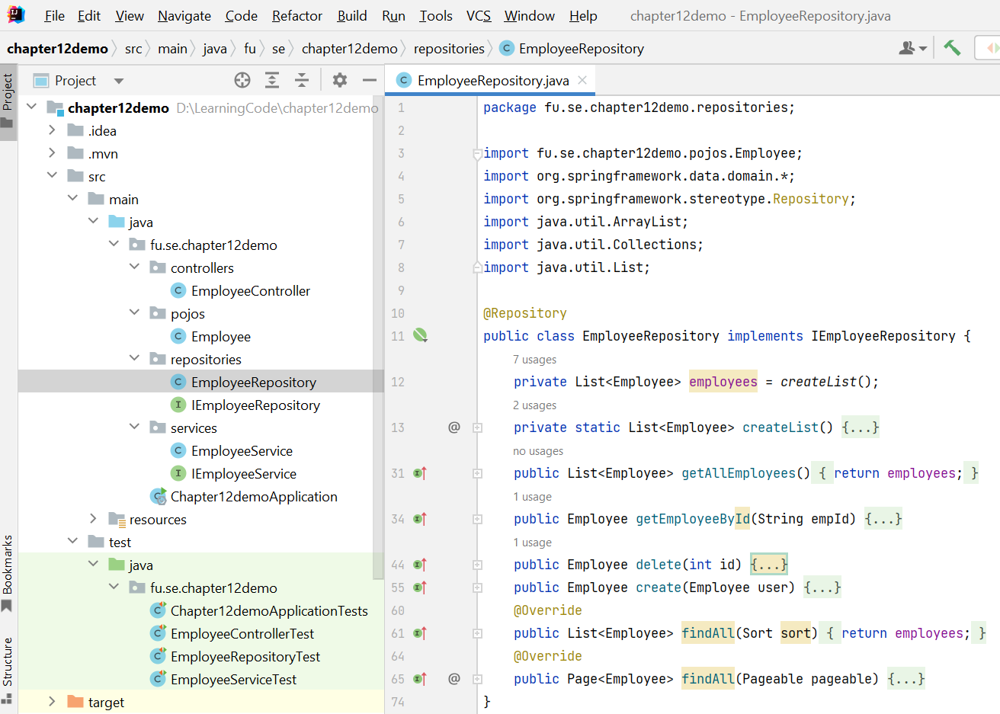 File Edit View Navigate Code Refactor Build Run Tools VCS Window Help chapter12demo - EmployeeRepository.java
chapter12demo src main java fu se chapter12demo repositories C EmployeeRepository
Project
Bookmarks
Structure
Project
chapter12demo D:\LearningCode\chapter12demo
.idea
.mvn
src
main
java
fu.se.chapter12demo
controllers
C EmployeeController
pojos
C Employee
repositories
C EmployeeRepository
I IEmployeeRepository
services
C EmployeeService
I IEmployeeService
Chapter12demoApplication
resources
test
java
fu.se.chapter12demo
C Chapter12demoApplicationTests
C EmployeeControllerTest
C EmployeeRepositoryTest
C EmployeeServiceTest
target
C EmployeeRepository.java
1 package fu.se.chapter12demo.repositories;
2
3 import fu.se.chapter12demo.pojos.Employee;
4 import org.springframework.data.domain.*;
5 import org.springframework.stereotype.Repository;
6 import java.util.ArrayList;
7 import java.util.Collections;
8 import java.util.List;
9
10 @Repository
11 public class EmployeeRepository implements IEmployeeRepository {
7 usages
12 private List<Employee> employees = createList();
2 usages
13 @ private static List<Employee> createList() {...}
no usages
31 public List<Employee> getAllEmployees() { return employees; }
1 usage
34 public Employee getEmployeeById(String empId) {...}
1 usage
44 public Employee delete(int id) {...}
55 public Employee create(Employee user) {...}
60 @Override
61 public List<Employee> findAll(Sort sort) { return employees; }
64 @Override
65 @ public Page<Employee> findAll(Pageable pageable) {...}
74 }